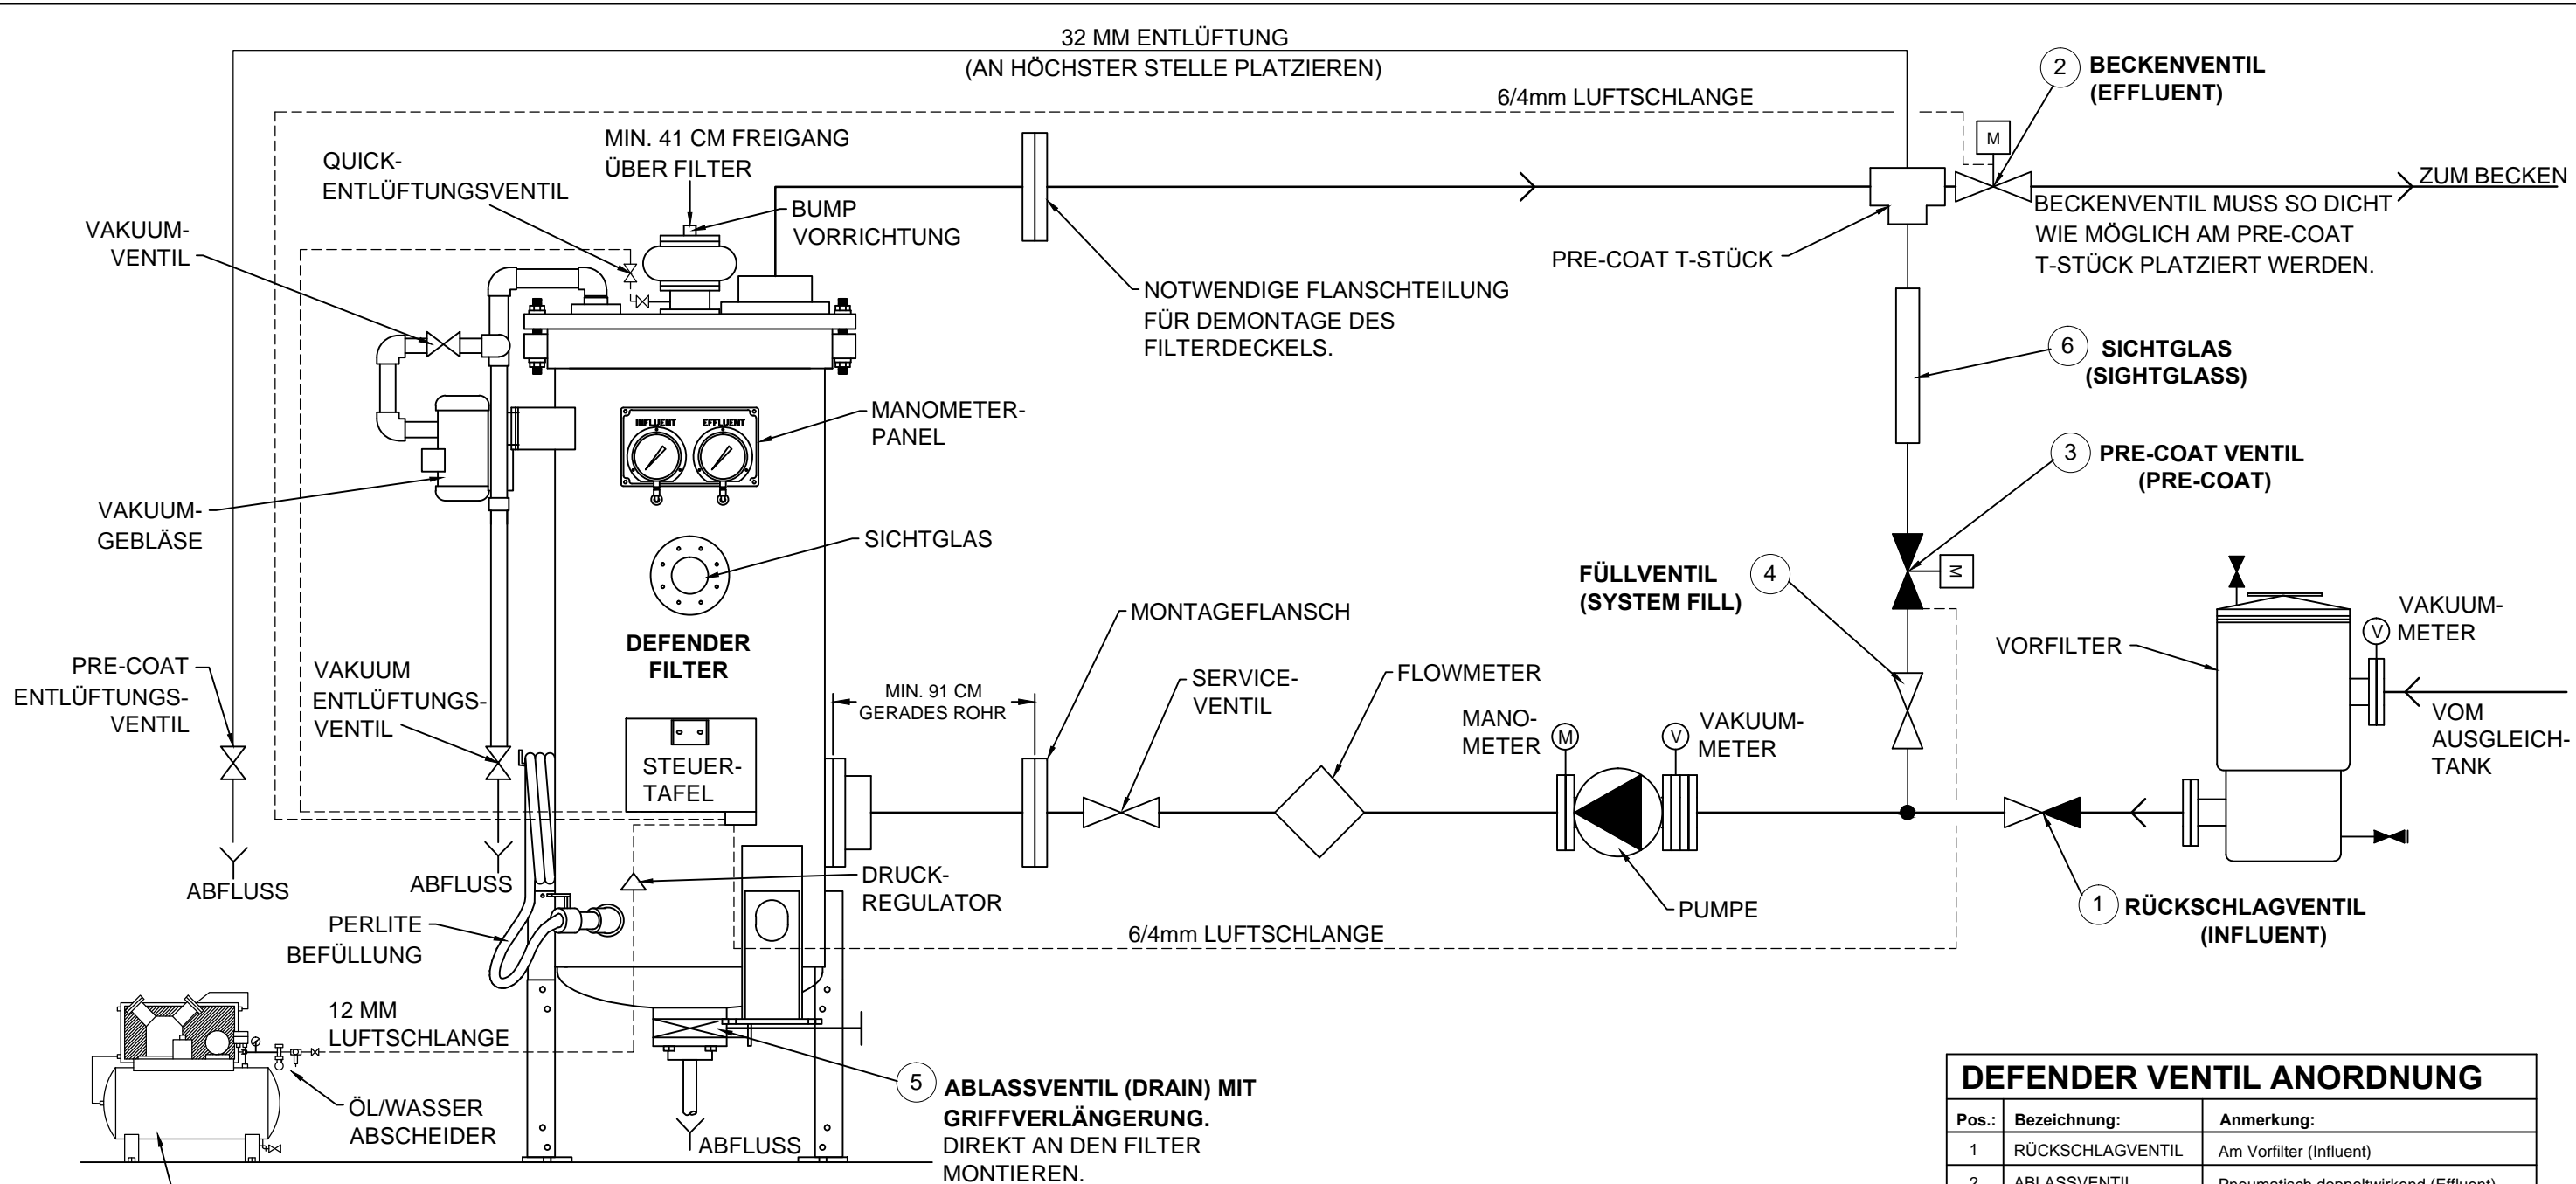 32 MM ENTLÜFTUNG
(AN HÖCHSTER STELLE PLATZIEREN)
6/4mm LUFTSCHLANGE
2
BECKENVENTIL
(EFFLUENT)
M
ZUM BECKEN
BECKENVENTIL MUSS SO DICHT
WIE MÖGLICH AM PRE-COAT
T-STÜCK PLATZIERT WERDEN.
MIN. 41 CM FREIGANG
ÜBER FILTER
QUICK-
ENTLÜFTUNGSVENTIL
BUMP
VORRICHTUNG
VAKUUM-
VENTIL
PRE-COAT T-STÜCK
NOTWENDIGE FLANSCHTEILUNG
FÜR DEMONTAGE DES
FILTERDECKELS.
6
SICHTGLAS
(SIGHTGLASS)
MANOMETER-
PANEL
INFLUENT
EFFLUENT
3
PRE-COAT VENTIL
(PRE-COAT)
M
VAKUUM-
GEBLÄSE
SICHTGLAS
FÜLLVENTIL
(SYSTEM FILL)
4
MONTAGEFLANSCH
DEFENDER
FILTER
VORFILTER
VAKUUM-
METER
V
PRE-COAT
ENTLÜFTUNGS-
VENTIL
VAKUUM
ENTLÜFTUNGS-
VENTIL
MIN. 91 CM
GERADES ROHR
SERVICE-
VENTIL
FLOWMETER
MANO-
METER
M
V
VAKUUM-
METER
VOM
AUSGLEICH-
TANK
STEUER-
TAFEL
ABFLUSS
ABFLUSS
DRUCK-
REGULATOR
PUMPE
1
RÜCKSCHLAGVENTIL
(INFLUENT)
PERLITE
BEFÜLLUNG
6/4mm LUFTSCHLANGE
12 MM
LUFTSCHLANGE
ÖL/WASSER
ABSCHEIDER
5
ABLASSVENTIL (DRAIN) MIT
GRIFFVERLÄNGERUNG.
DIREKT AN DEN FILTER
MONTIEREN.
ABFLUSS
DEFENDER VENTIL ANORDNUNG
Pos.: Bezeichnung: Anmerkung:
1 RÜCKSCHLAGVENTIL Am Vorfilter (Influent)
2 ABLASSVENTIL Pneumatisch doppeltwirkend (Effluent)